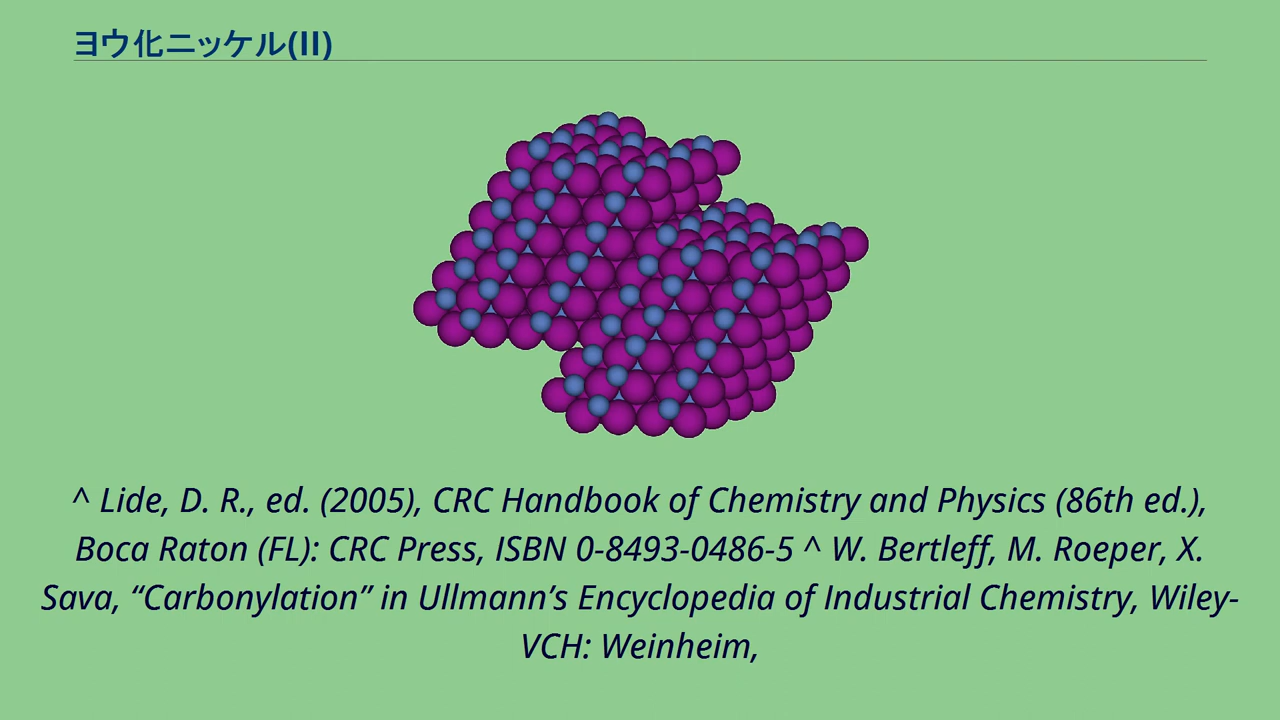 ヨウ化ニッケル(II)
^ Lide, D. R., ed. (2005), CRC Handbook of Chemistry and Physics (86th ed.),
Boca Raton (FL): CRC Press, ISBN 0-8493-0486-5 ^ W. Bertleff, M. Roeper, X.
Sava, “Carbonylation” in Ullmann’s Encyclopedia of Industrial Chemistry, Wiley-
VCH: Weinheim,